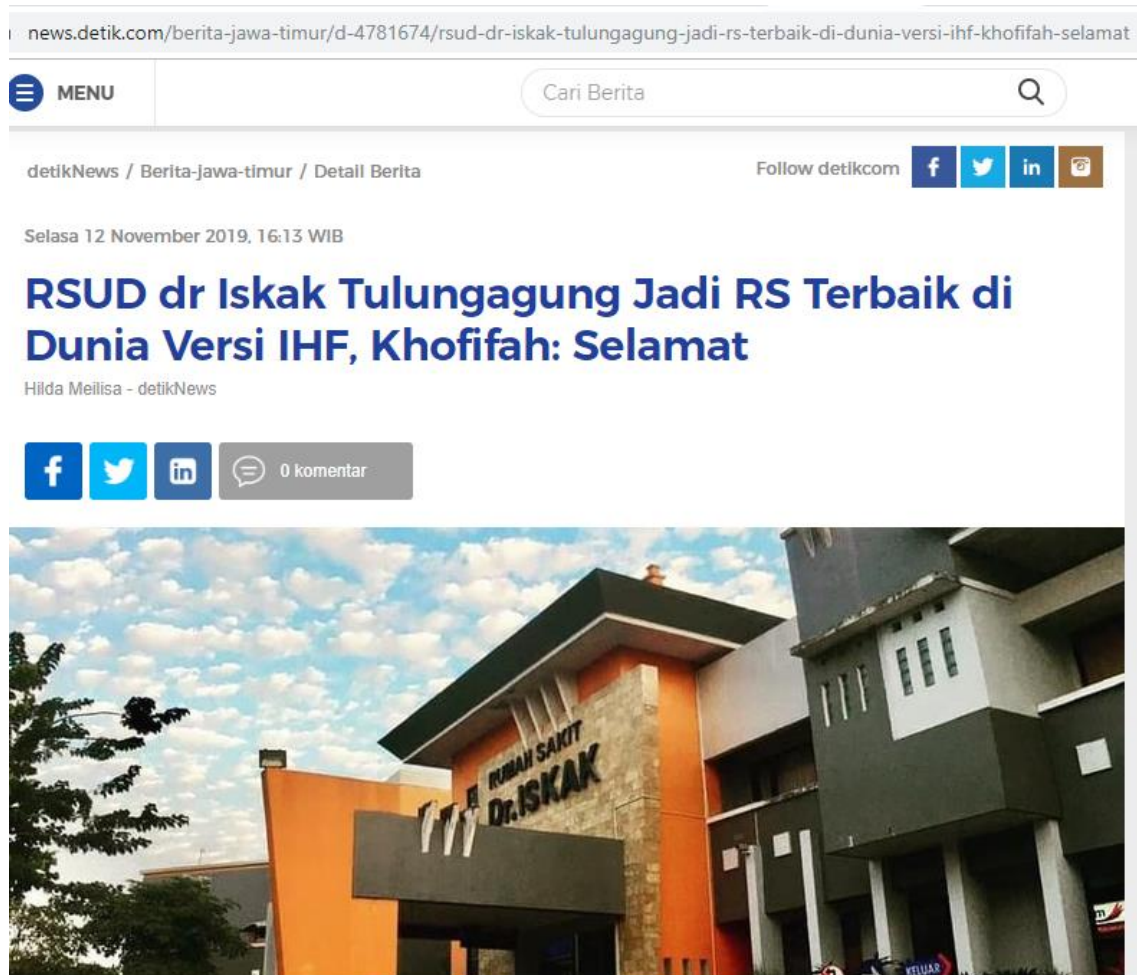 news.detik.com/berita-jawa-timur/d-4781674/rsud-dr-iskak-tulungagung-jadi-rs-terbaik-di-dunia-versi-ihf-khofifah-selamat
MENU
Cari Berita
detikNews / Berita-jawa-timur / Detail Berita
Follow detikcom
Selasa 12 November 2019, 16:13 WIB
RSUD dr Iskak Tulungagung Jadi RS Terbaik di
Dunia Versi IHF, Khofifah: Selamat
Hilda Meilisa - detikNews
0 komentar
RUMAH SAKIT
Dr.ISKAK
KELUAR